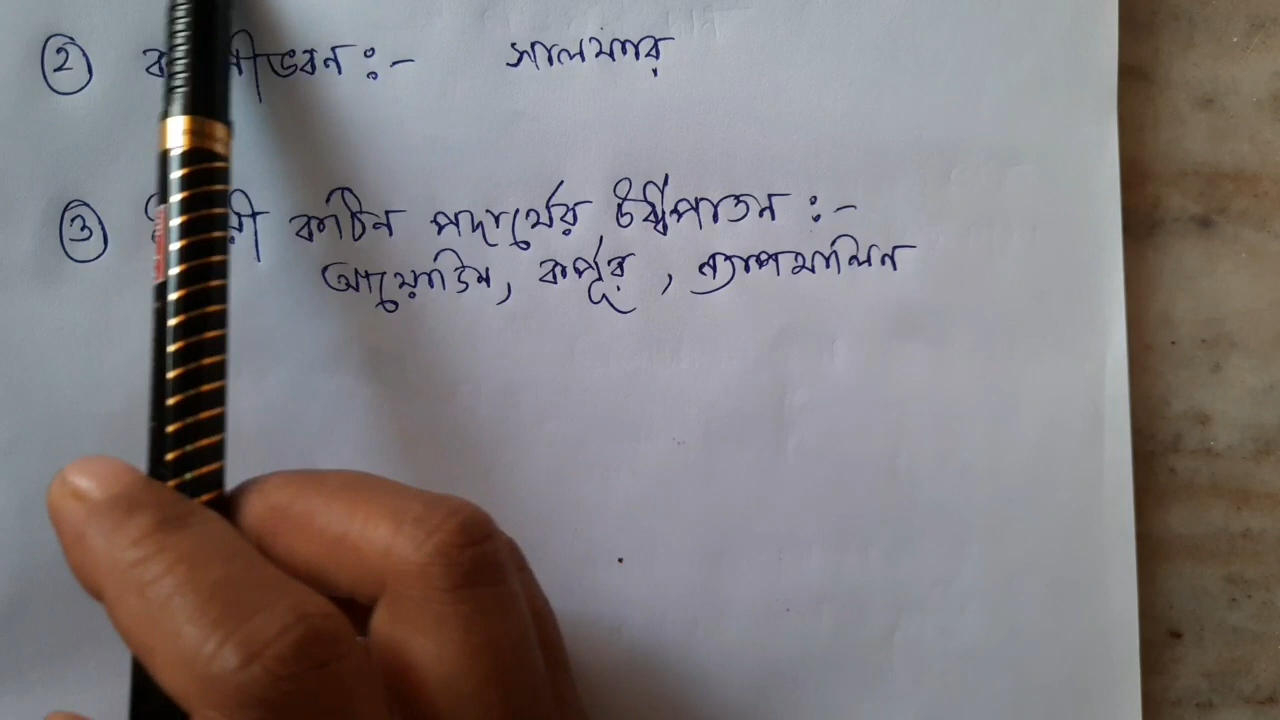 ② :- সালফার
③ কঠিন পদার্থের উর্ধ্বপাতন :-
আয়োডিন, কর্পূর, ন্যাপথালিন